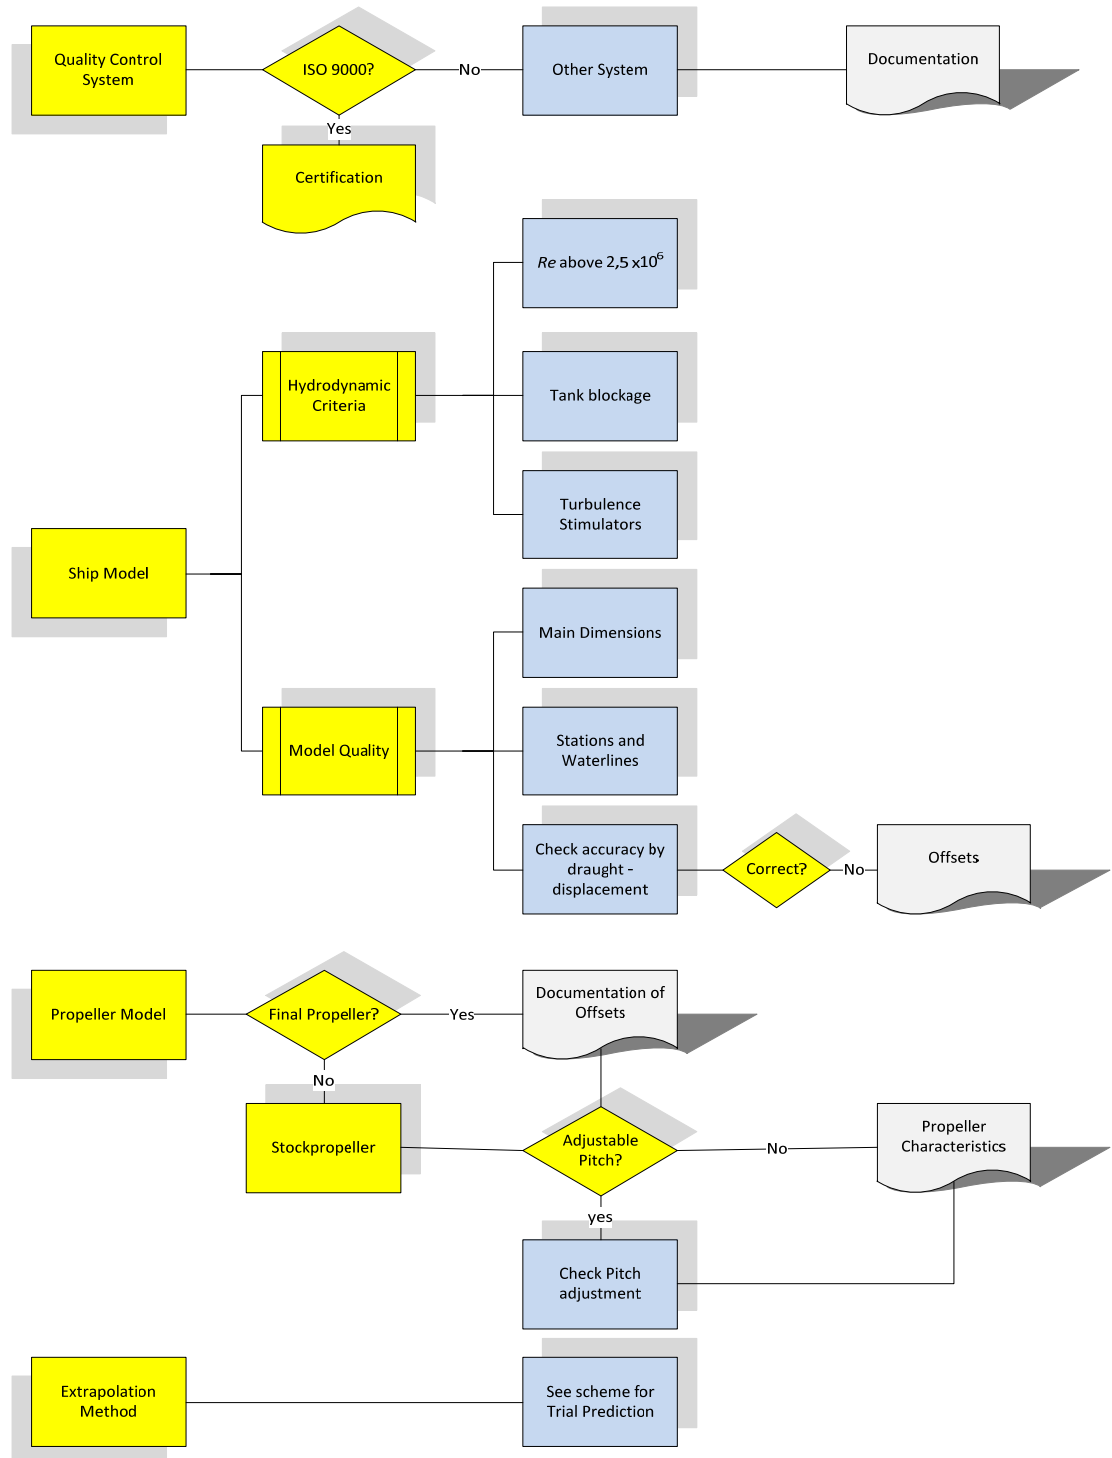 Quality Control
System
ISO 9000?
No
Other System
Documentation
Yes
Certification
Re above 2,5 x10⁶
Hydrodynamic
Criteria
Tank blockage
Turbulence
Stimulators
Ship Model
Main Dimensions
Model Quality
Stations and
Waterlines
Check accuracy by
draught -
displacement
Correct?
No
Offsets
Propeller Model
Final Propeller?
Yes
Documentation of
Offsets
No
Stockpropeller
Adjustable
Pitch?
No
Propeller
Characteristics
yes
Check Pitch
adjustment
Extrapolation
Method
See scheme for
Trial Prediction